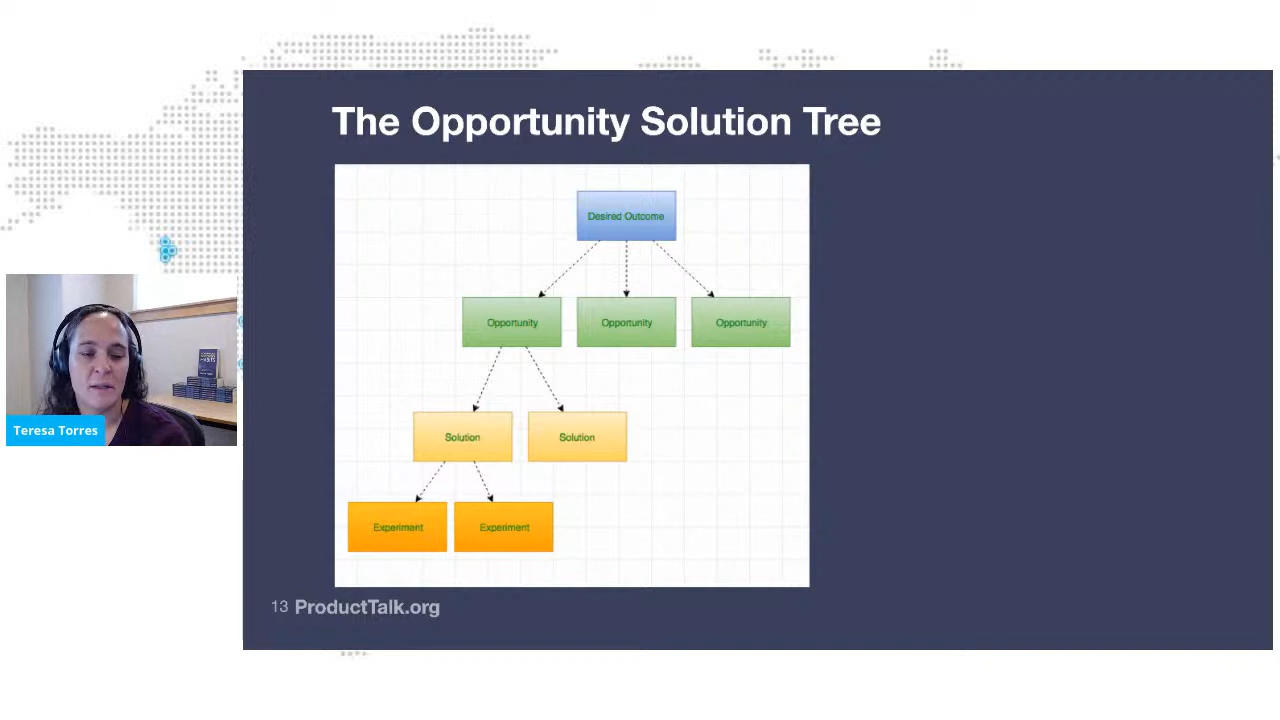 The Opportunity Solution Tree
Desired Outcome
Opportunity
Opportunity
Opportunity
Solution
Solution
Experiment
Experiment
Teresa Torres
13 ProductTalk.org